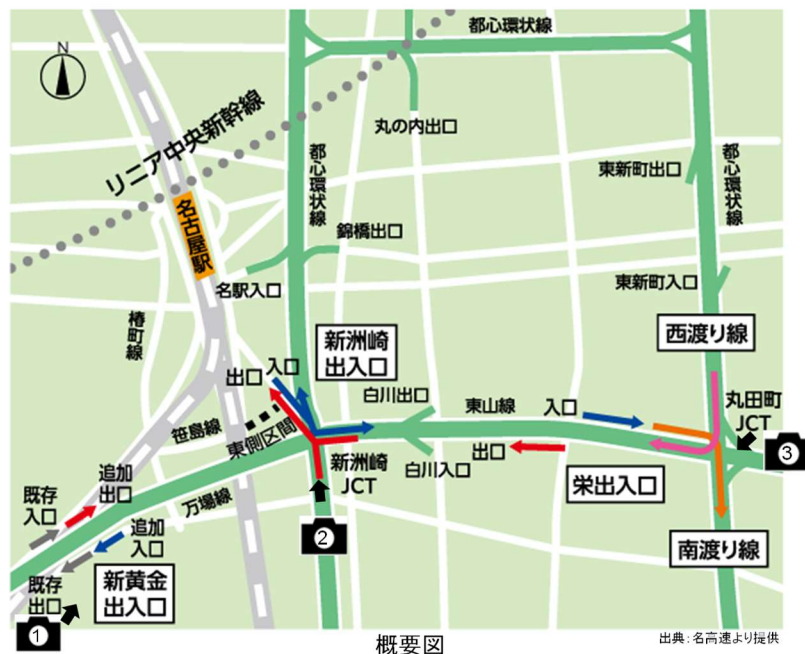 都心環状線
N
リニア中央新幹線
丸の内出口
都心環状線
東新町出口
都心環状線
名古屋駅
錦橋出口
名駅入口
東新町入口
椿町線
新洲崎
出入口
西渡り線
入口
出口
白川出口
東山線
入口
丸田町
JCT
笹島線
東側区間
新洲崎
JCT
白川入口
出口
栄出入口
3
追加
出口
既存
入口
万場線
追加
入口
2
南渡り線
既存
出口
新黄金
出入口
1
概要図
出典:名高速より提供